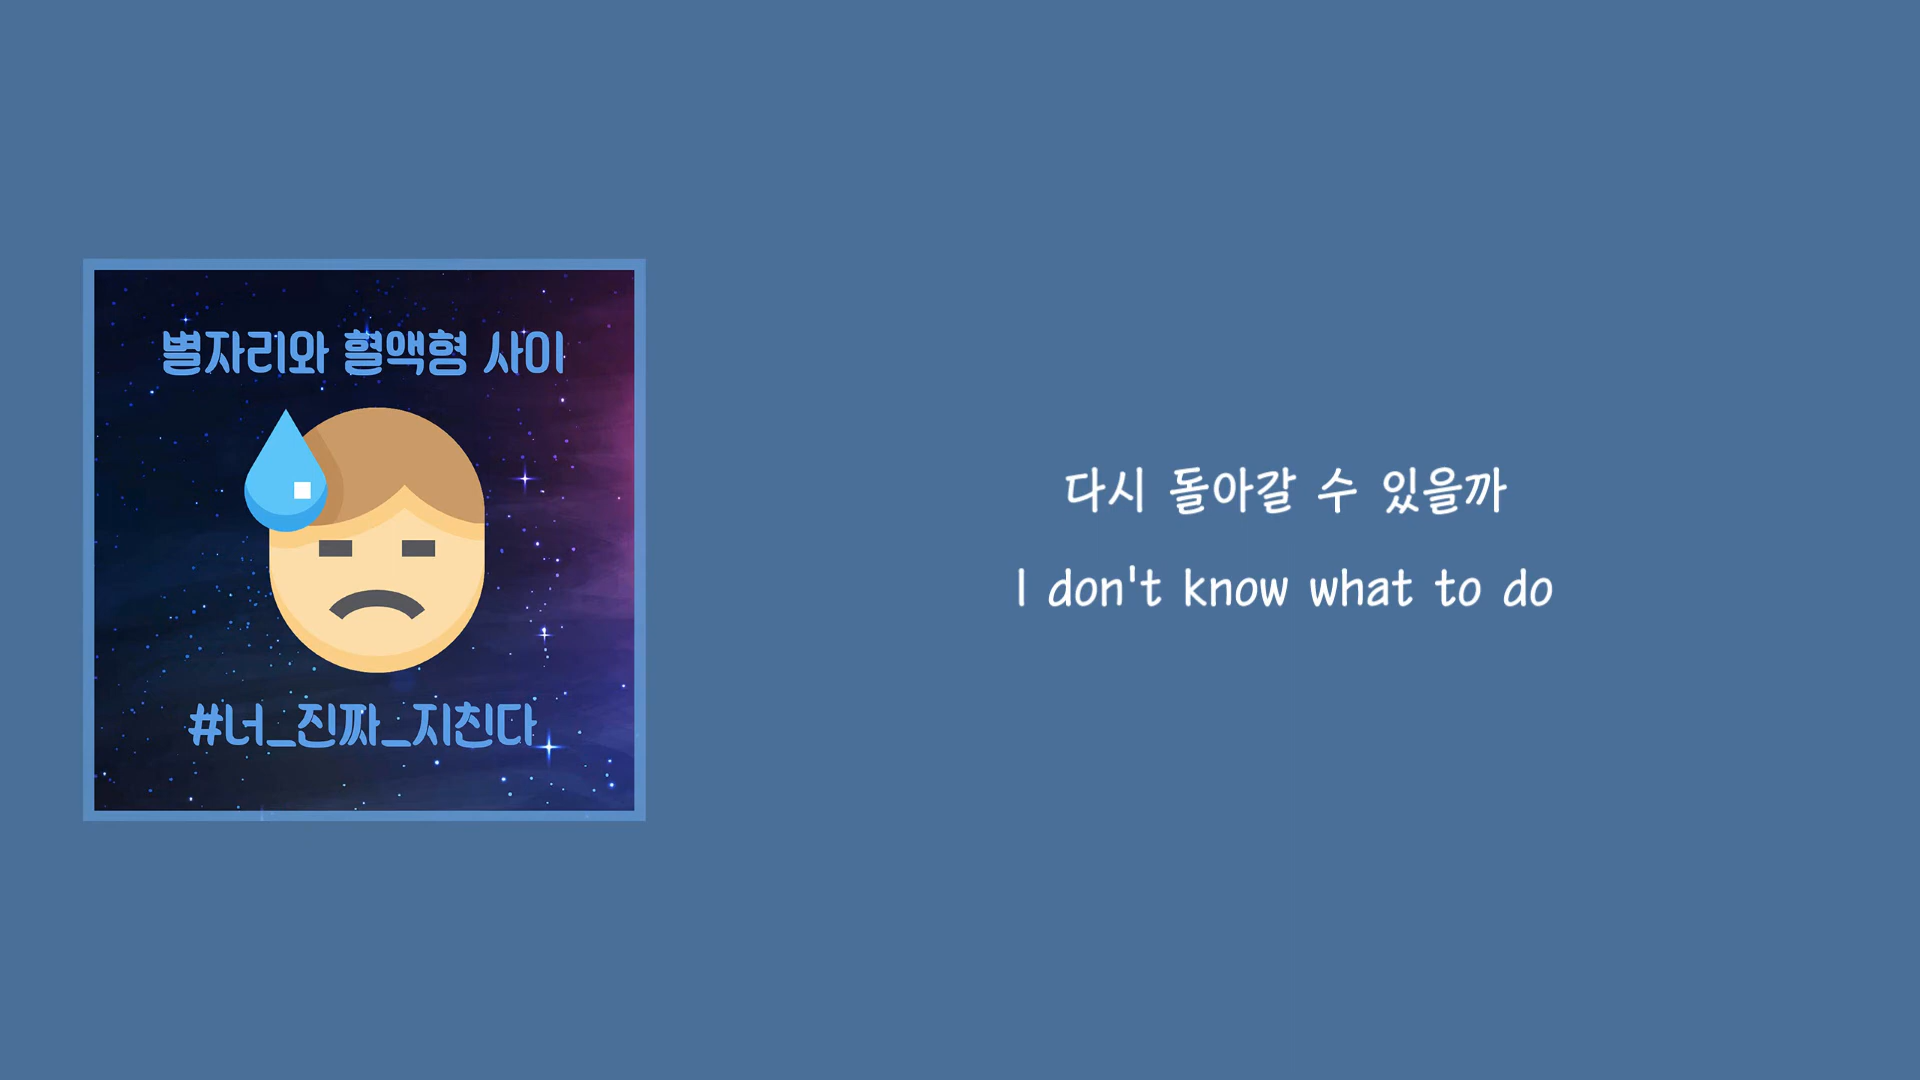 별자리와 혈액형 사이
#너_진짜_지친다
다시 돌아갈 수 있을까
I don't know what to do